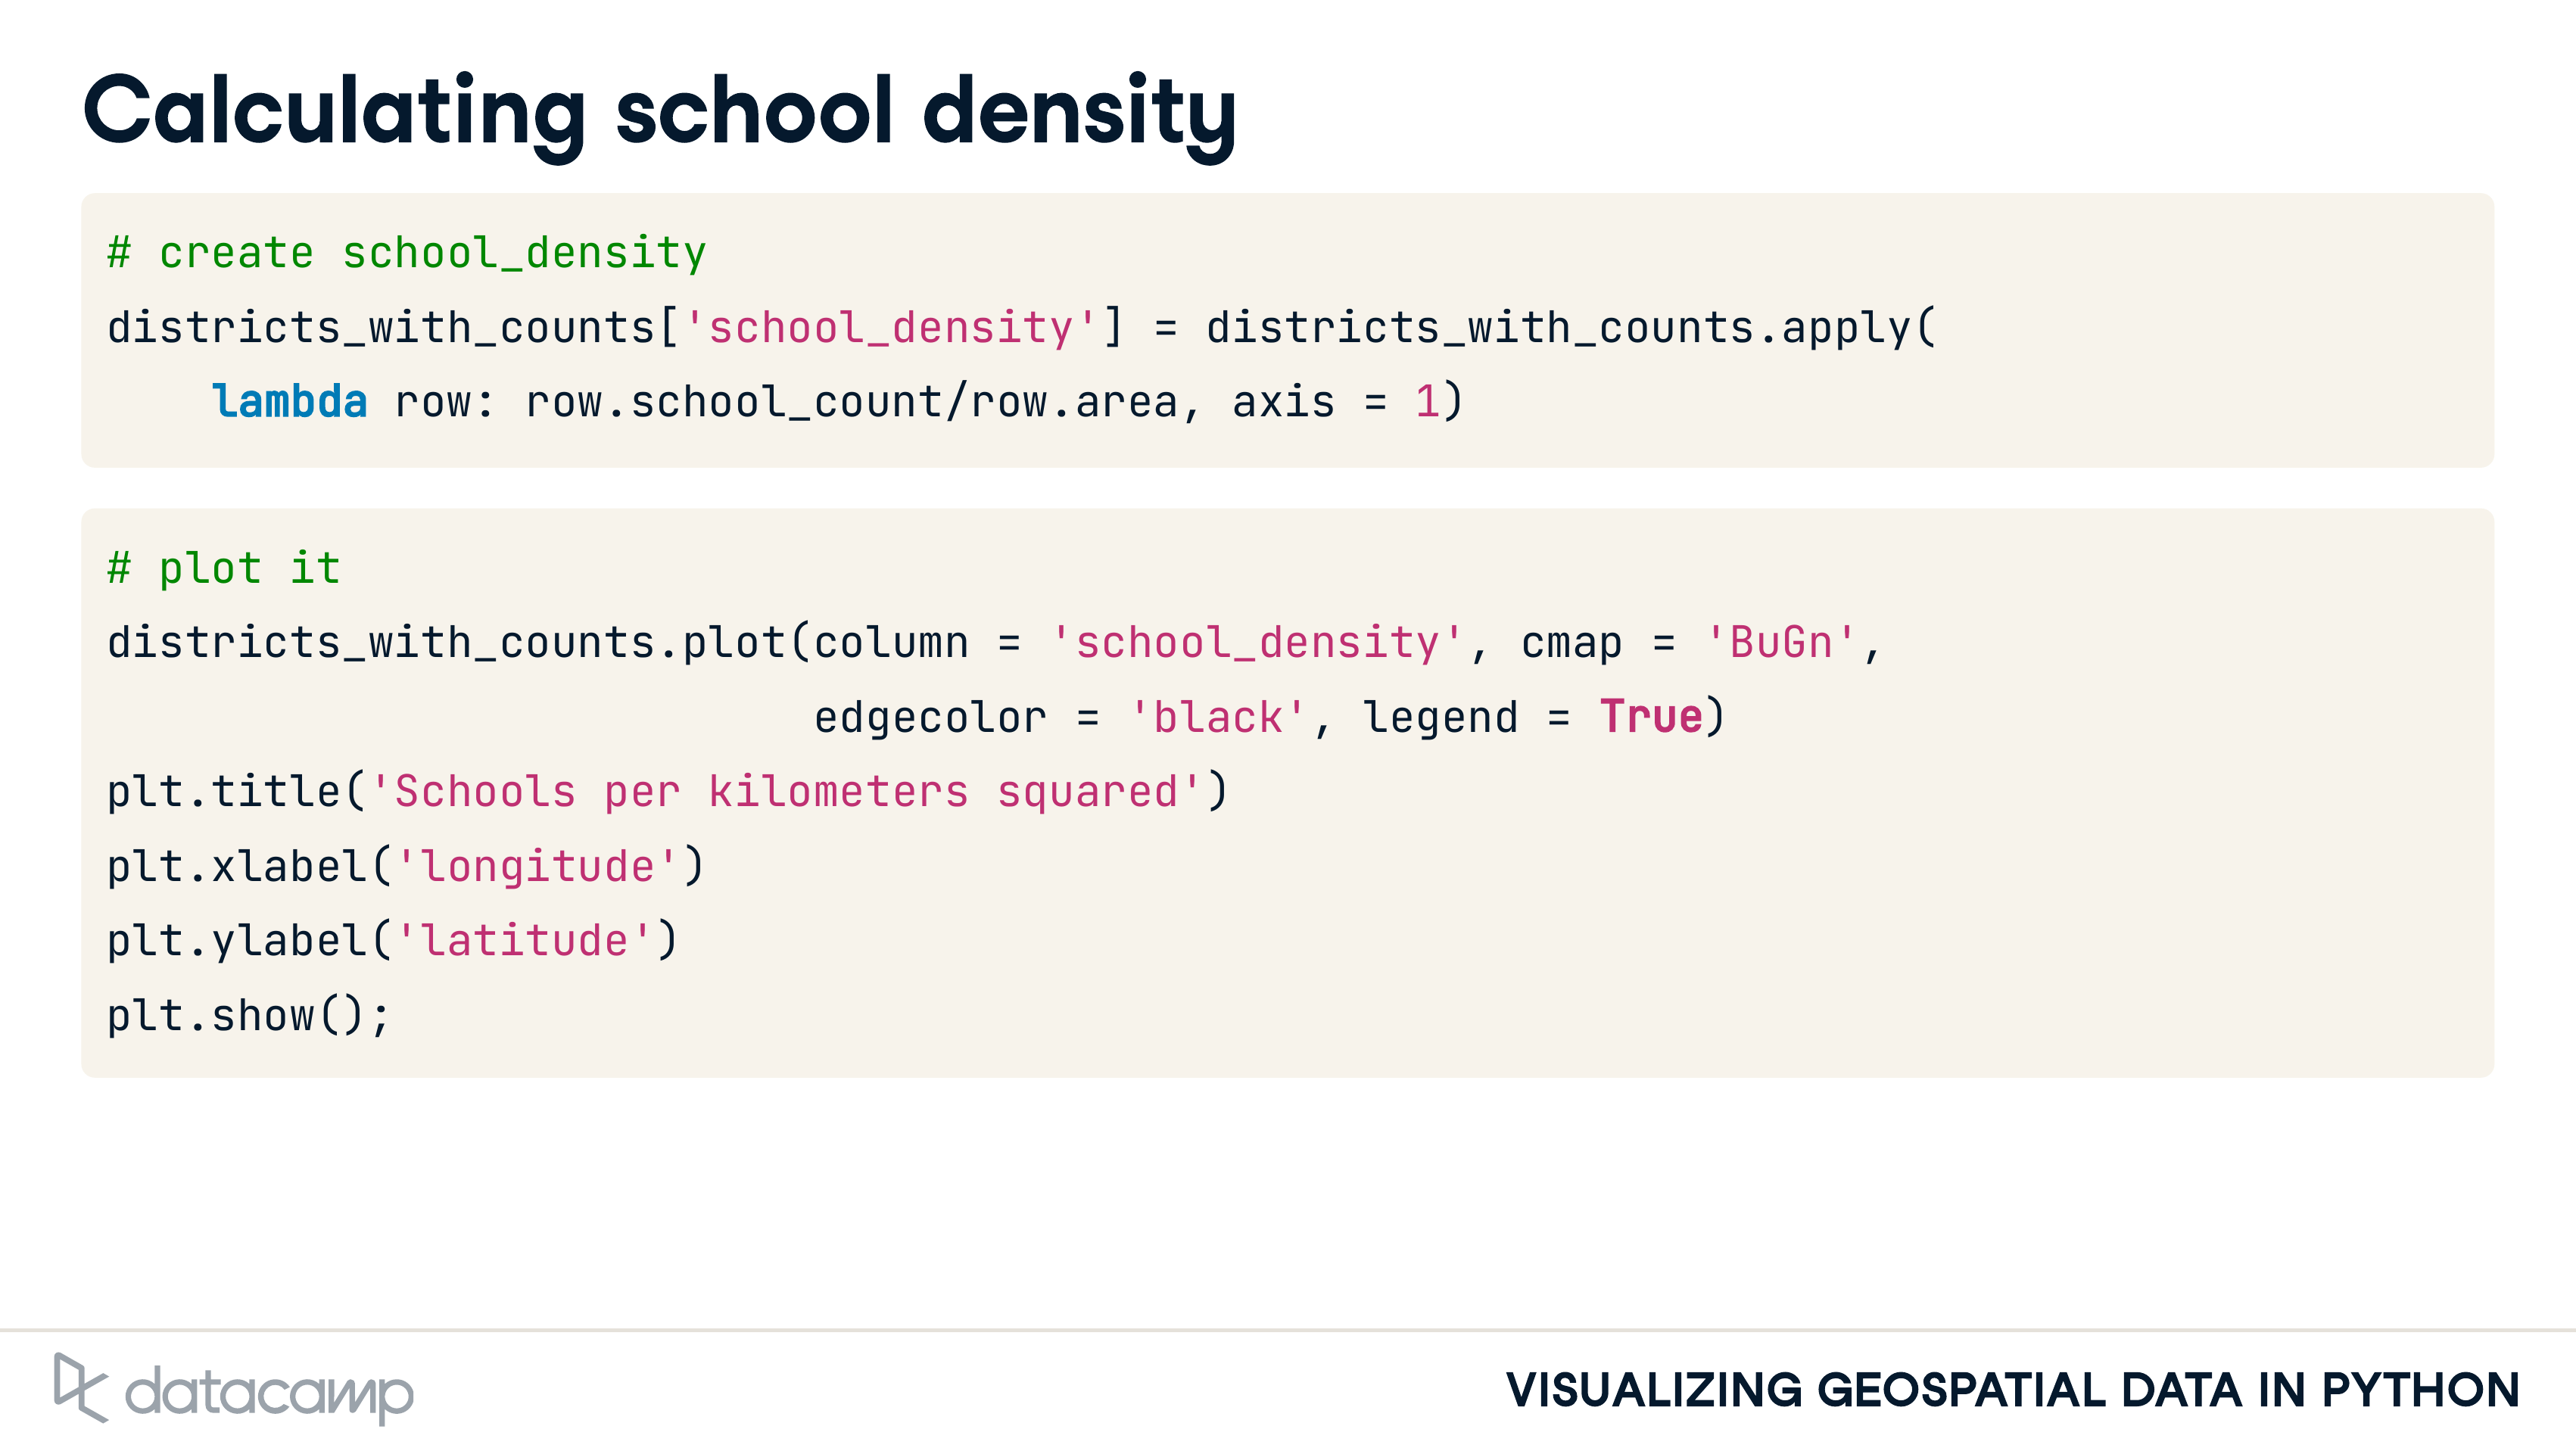 Calculating school density
# create school_density
districts_with_counts['school_density'] = districts_with_counts.apply(
    lambda row: row.school_count/row.area, axis = 1)
# plot it
districts_with_counts.plot(column = 'school_density', cmap = 'BuGn',
                           edgecolor = 'black', legend = True)
plt.title('Schools per kilometers squared')
plt.xlabel('longitude')
plt.ylabel('latitude')
plt.show();
datacamp
VISUALIZING GEOSPATIAL DATA IN PYTHON